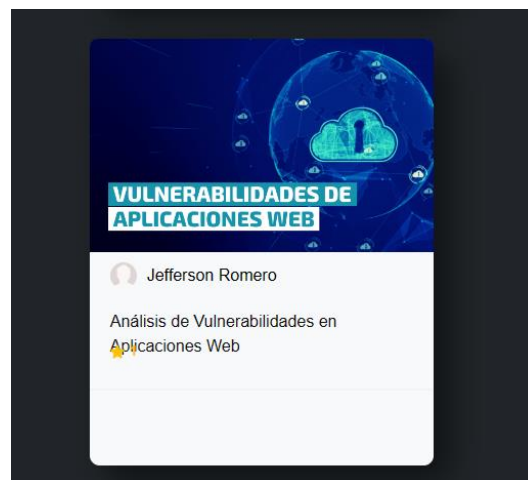 VULNERABILIDADES DE
APLICACIONES WEB
Jefferson Romero
Análisis de Vulnerabilidades en
Aplicaciones Web